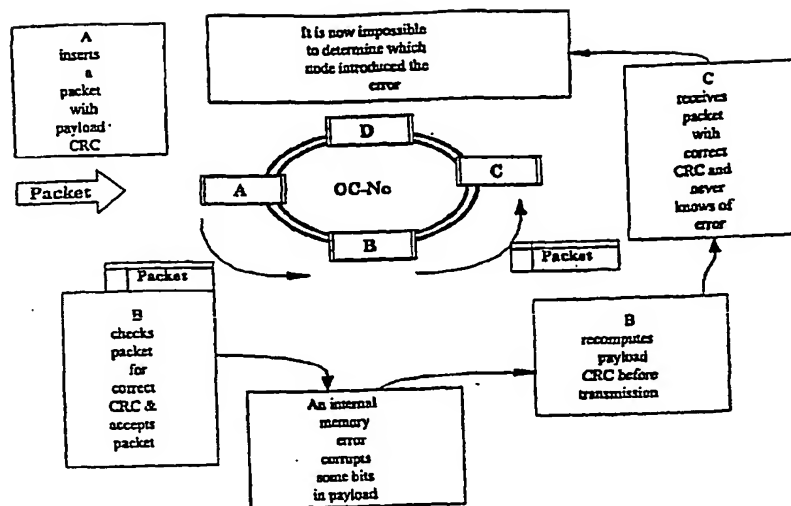 A
inserts
a
packet
with
payload
CRC
It is now impossible
to determine which
node introduced the
error
C
receives
packet
with
correct
CRC and
never
knows of
error
D
Packet
A
OC-Nc
C
B
Packet
Packet
B
checks
packet
for
correct
CRC &
accepts
packet
An internal
memory
error
corrupts
some bits
in payload
B
recomputes
payload
CRC before
transmission